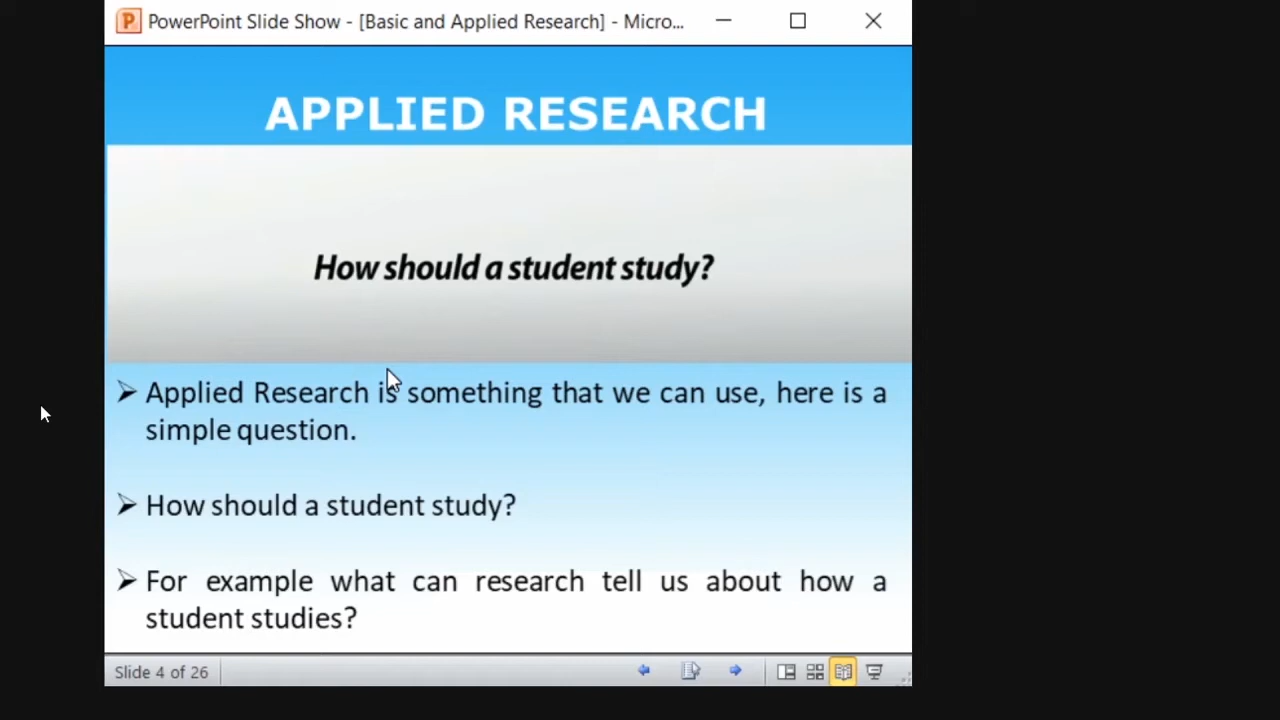 PowerPoint Slide Show - [Basic and Applied Research] - Micro...
APPLIED RESEARCH
How should a student study?
➢ Applied Research is something that we can use, here is a
simple question.
➢ How should a student study?
➢ For example what can research tell us about how a
student studies?
Slide 4 of 26